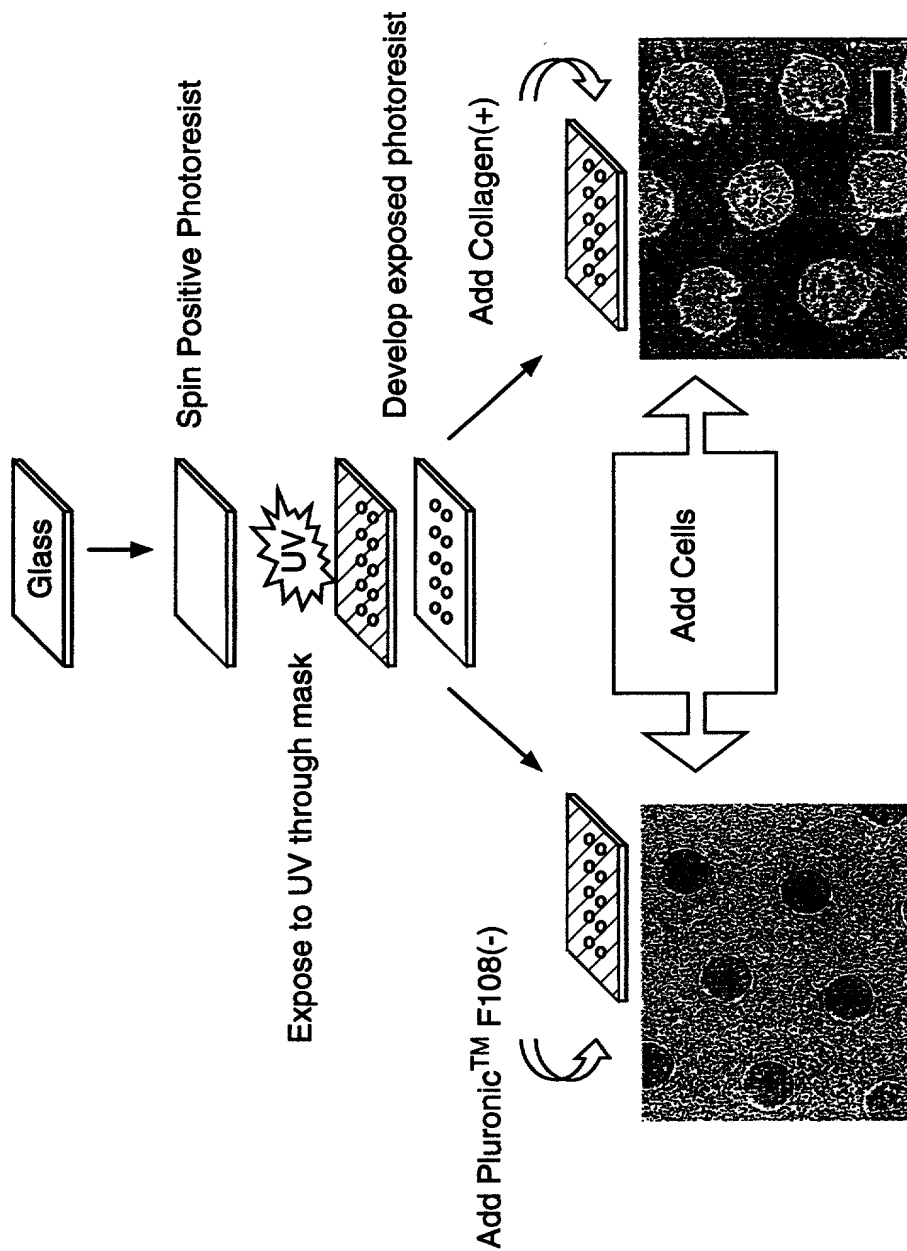 Glass
Spin Positive Photoresist
UV
Expose to UV through mask
Develop exposed photoresist
Add Pluronic™ F108(-)
Add Collagen(+)
Add Cells